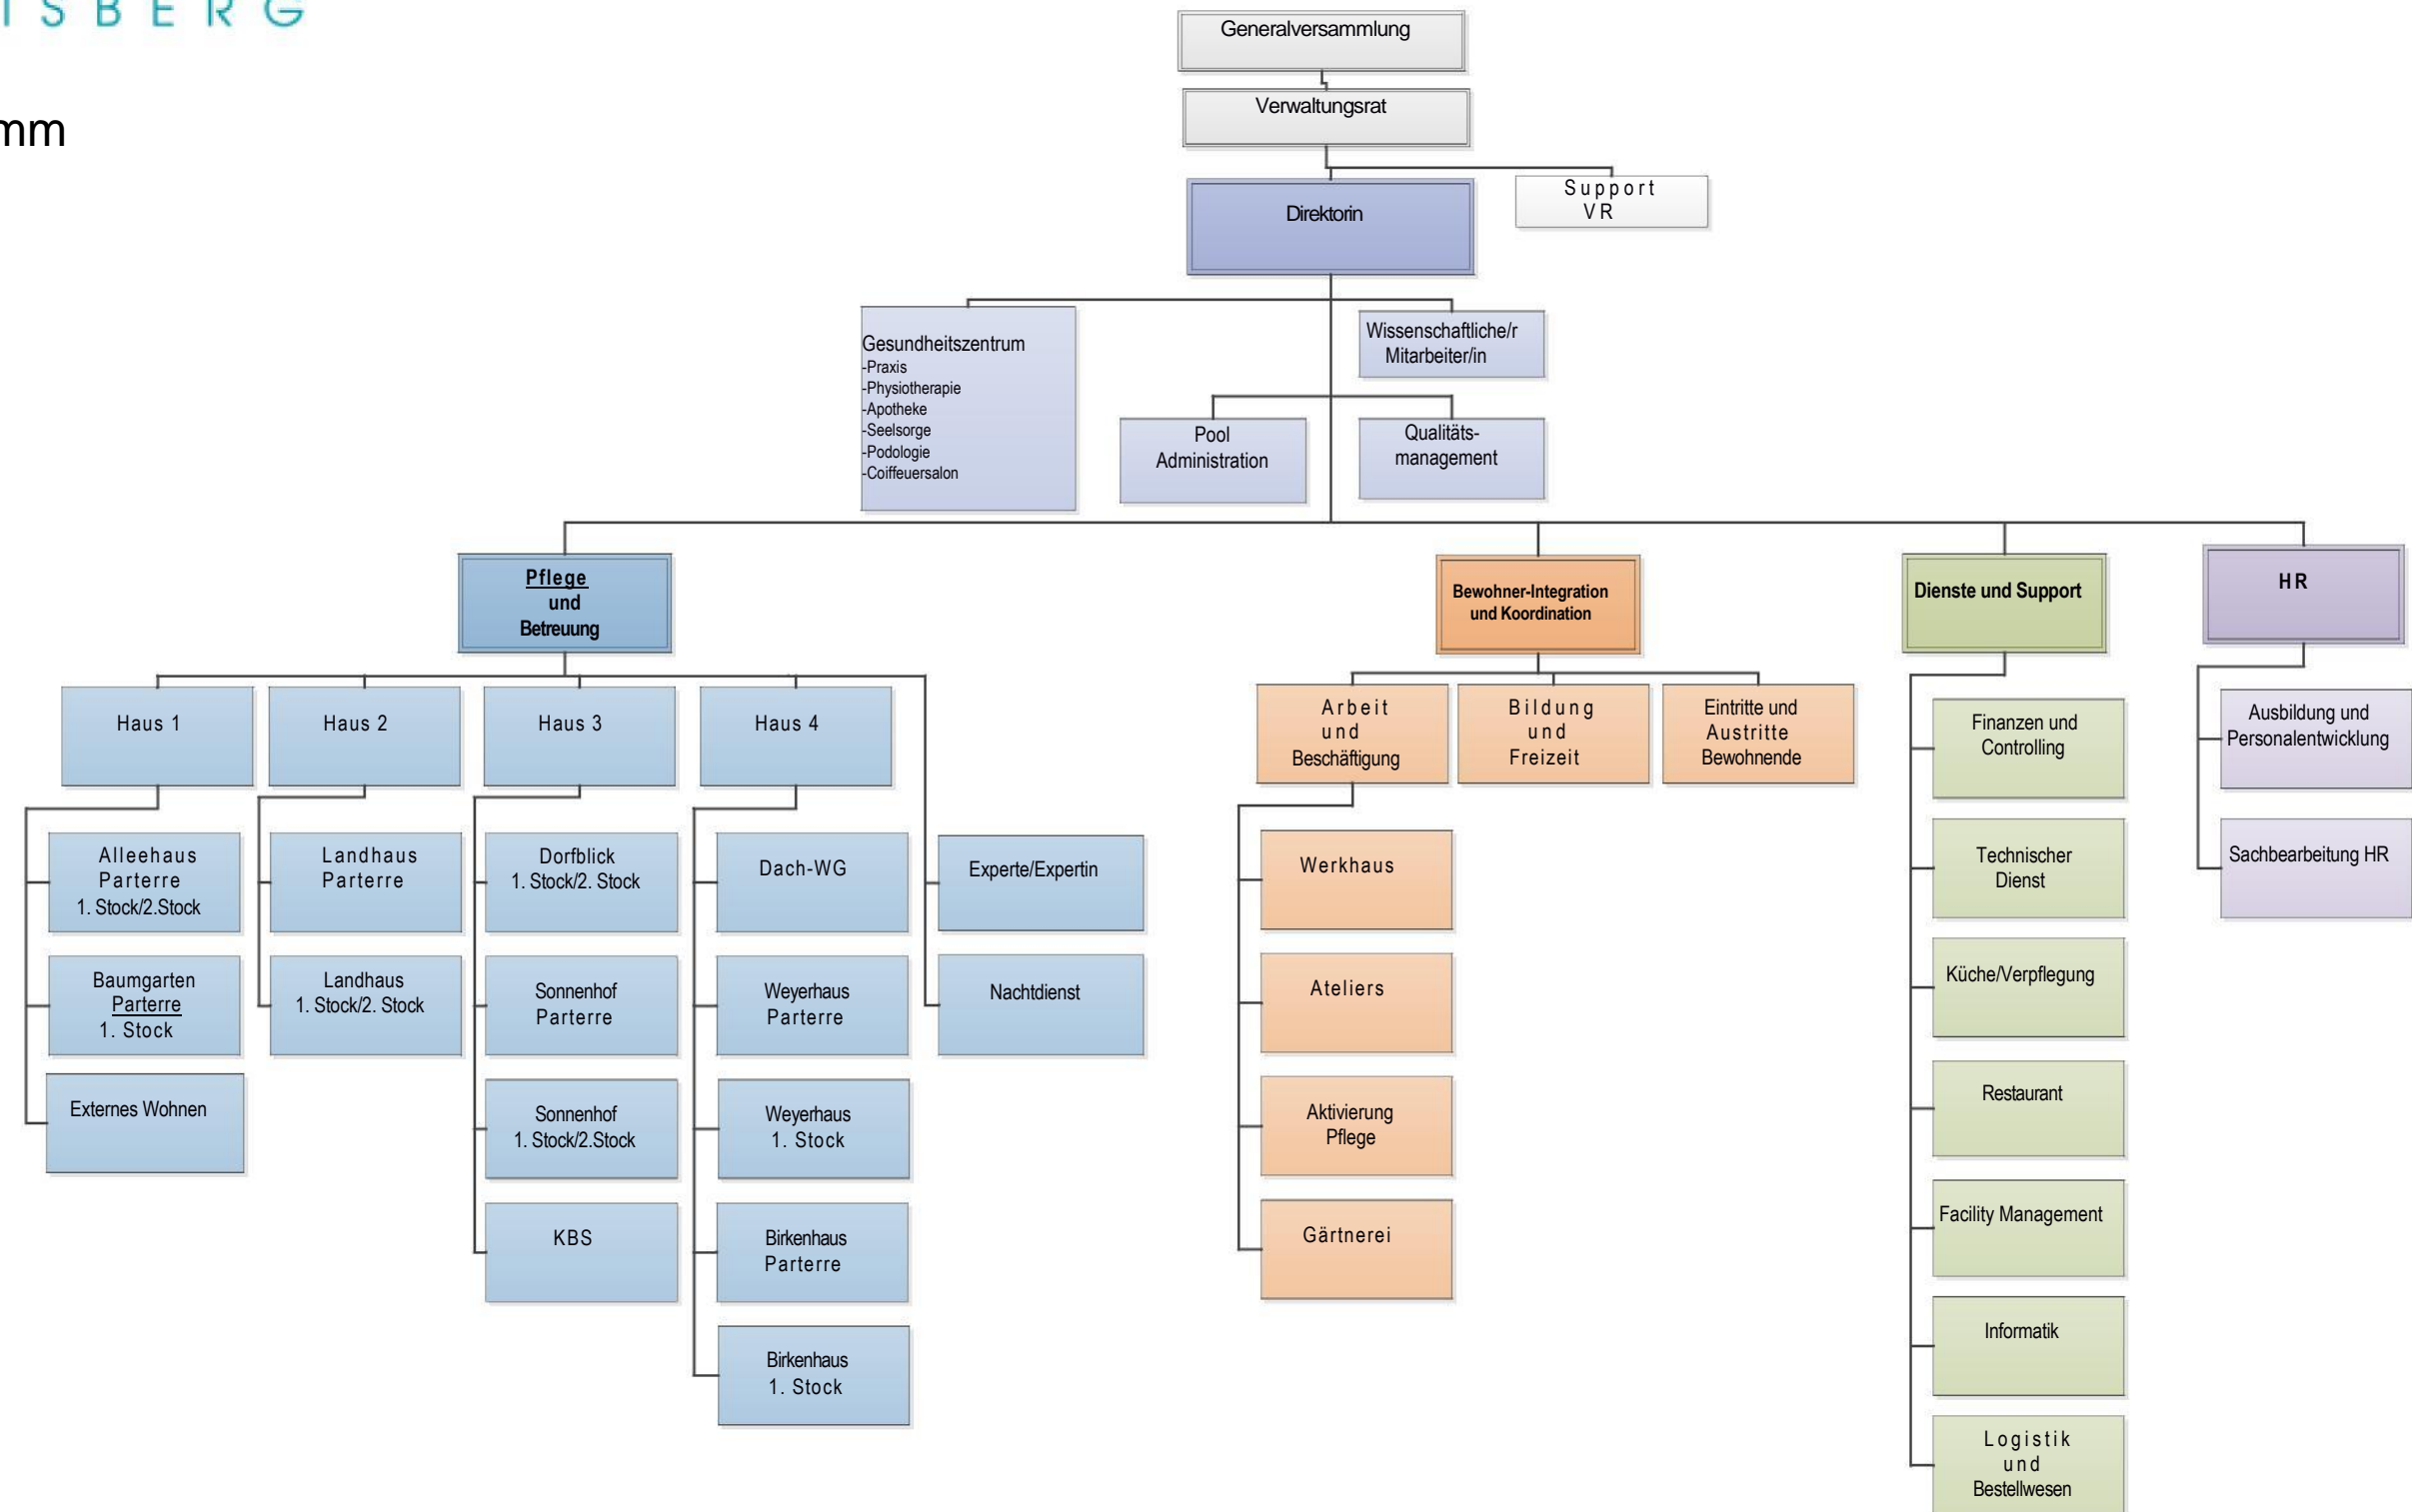 I S B E R G
mm
Generalversammlung
Verwaltungsrat
Support
VR
Direktorin
Gesundheitszentrum
-Praxis
-Physiotherapie
-Apotheke
-Seelsorge
-Podologie
-Coiffeuersalon
Wissenschaftliche/r
Mitarbeiter/in
Pool
Administration
Qualitäts-
management
Pflege
und
Betreuung
Bewohner-Integration
und Koordination
Dienste und Support
HR
Haus 1
Haus 2
Haus 3
Haus 4
Alleehaus
Parterre
1. Stock/2.Stock
Baumgarten
Parterre
1. Stock
Externes Wohnen
Landhaus
Parterre
Landhaus
1. Stock/2. Stock
Dorfblick
1. Stock/2. Stock
Sonnenhof
Parterre
Sonnenhof
1. Stock/2.Stock
KBS
Dach-WG
Weyerhaus
Parterre
Weyerhaus
1. Stock
Birkenhaus
Parterre
Birkenhaus
1. Stock
Experte/Expertin
Nachtdienst
Arbeit
und
Beschäftigung
Bildung
und
Freizeit
Eintritte und
Austritte
Bewohnende
Werkhaus
Ateliers
Aktivierung
Pflege
Gärtnerei
Finanzen und
Controlling
Technischer
Dienst
Küche/Verpflegung
Restaurant
Facility Management
Informatik
Logistik
und
Bestellwesen
Ausbildung und
Personalentwicklung
Sachbearbeitung HR